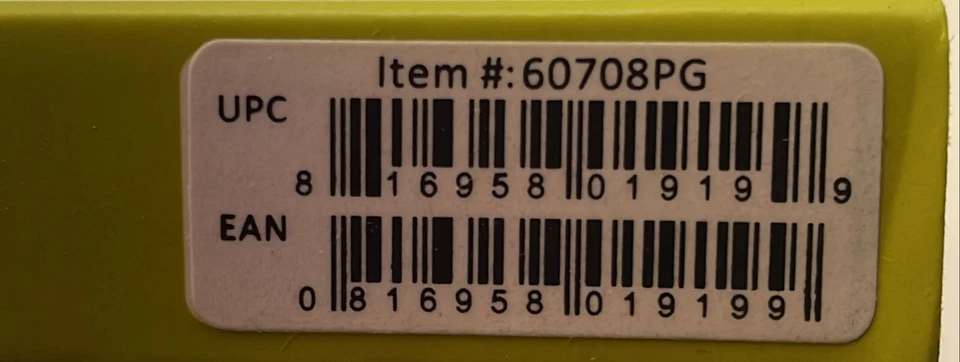 Item #: 60708PG
UPC
8 16958 01919 9
EAN
0 816958 019199